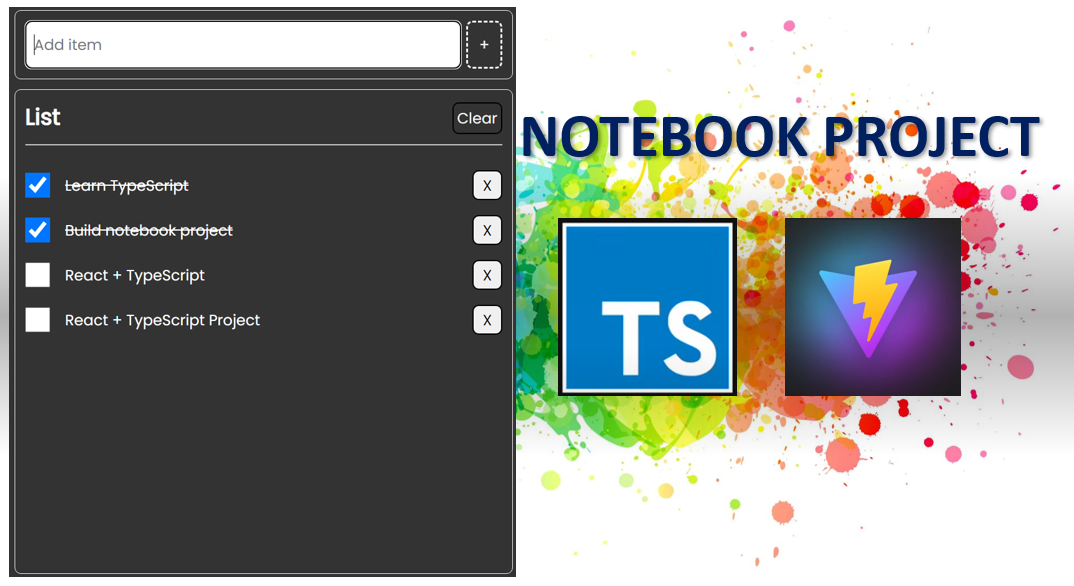 Add item
+
List
Clear
Learn TypeScript
X
Build notebook project
X
React + TypeScript
X
React + TypeScript Project
X
NOTEBOOK PROJECT
TS